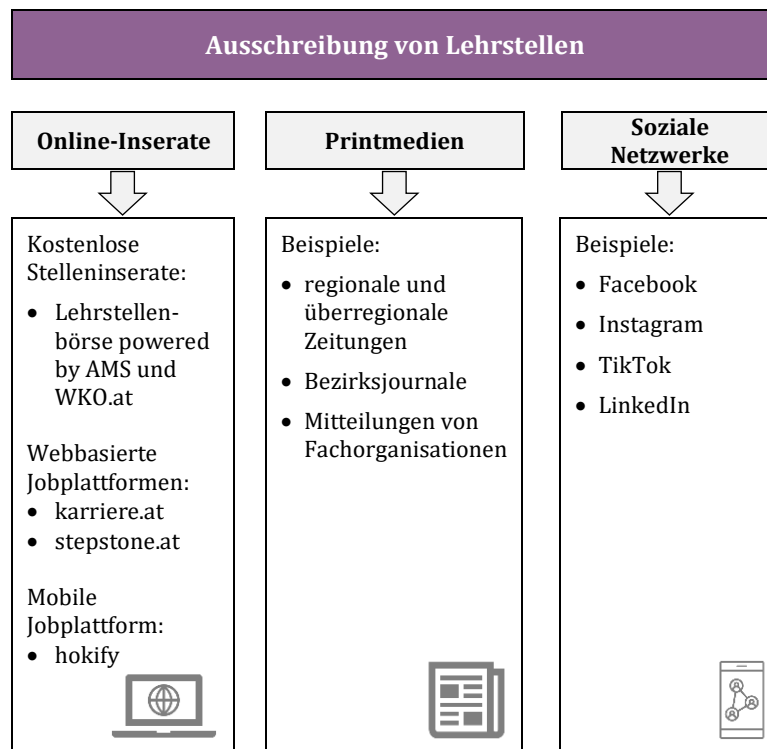 Ausschreibung von Lehrstellen
Online-Inserate
Kostenlose
Stelleninserate:
• Lehrstellen-
börse powered
by AMS und
WKO.at
Webbasierte
Jobplattformen:
• karriere.at
• stepstone.at
Mobile
Jobplattform:
• hokify
Printmedien
Beispiele:
• regionale und
überregionale
Zeitungen
• Bezirksjournale
• Mitteilungen von
Fachorganisationen
Soziale
Netzwerke
Beispiele:
• Facebook
• Instagram
• TikTok
• LinkedIn